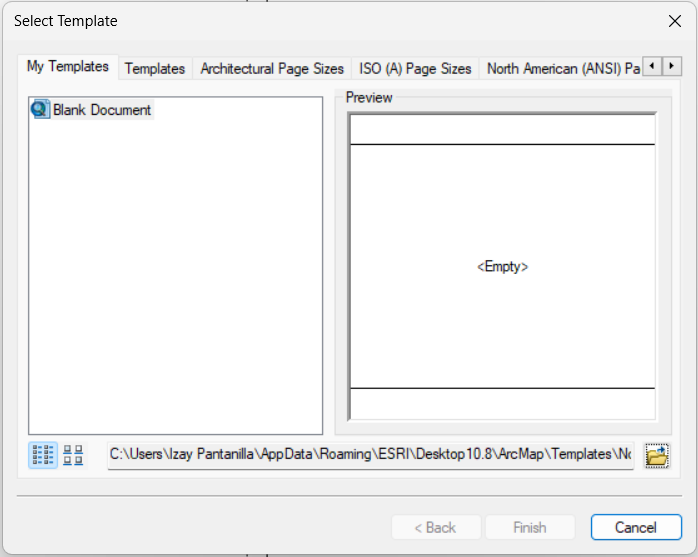 Select Template
My Templates
Templates
Architectural Page Sizes
ISO (A) Page Sizes
North American (ANSI) Pa
Blank Document
Preview
<Empty>
C:\Users\Izay Pantanilla\AppData\Roaming\ESRI\Desktop10.8\ArcMap\Templates\No
< Back
Finish
Cancel